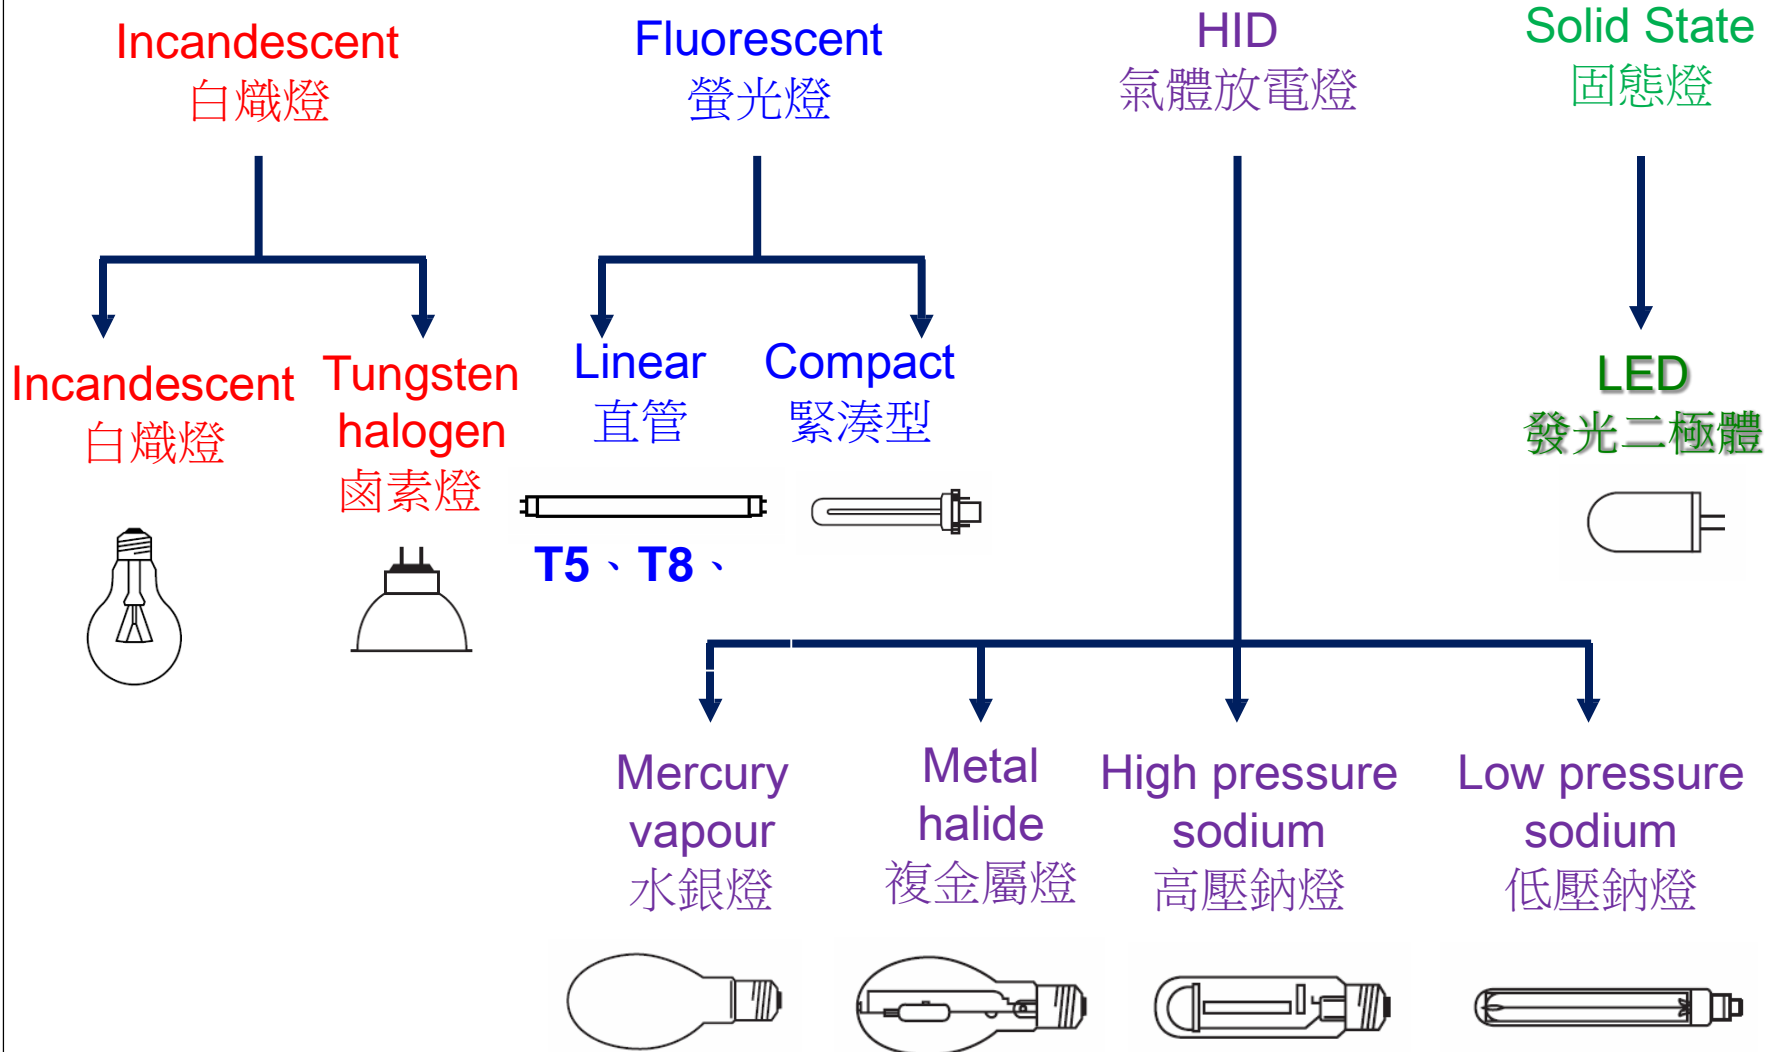 Incandescent
白熾燈
Fluorescent
螢光燈
HID
氣體放電燈
Solid State
固態燈
Incandescent
白熾燈
Tungsten
halogen
鹵素燈
Linear
直管
T5、T8、
Compact
緊湊型
LED
發光二極體
Mercury
vapour
水銀燈
Metal
halide
複金屬燈
High pressure
sodium
高壓鈉燈
Low pressure
sodium
低壓鈉燈